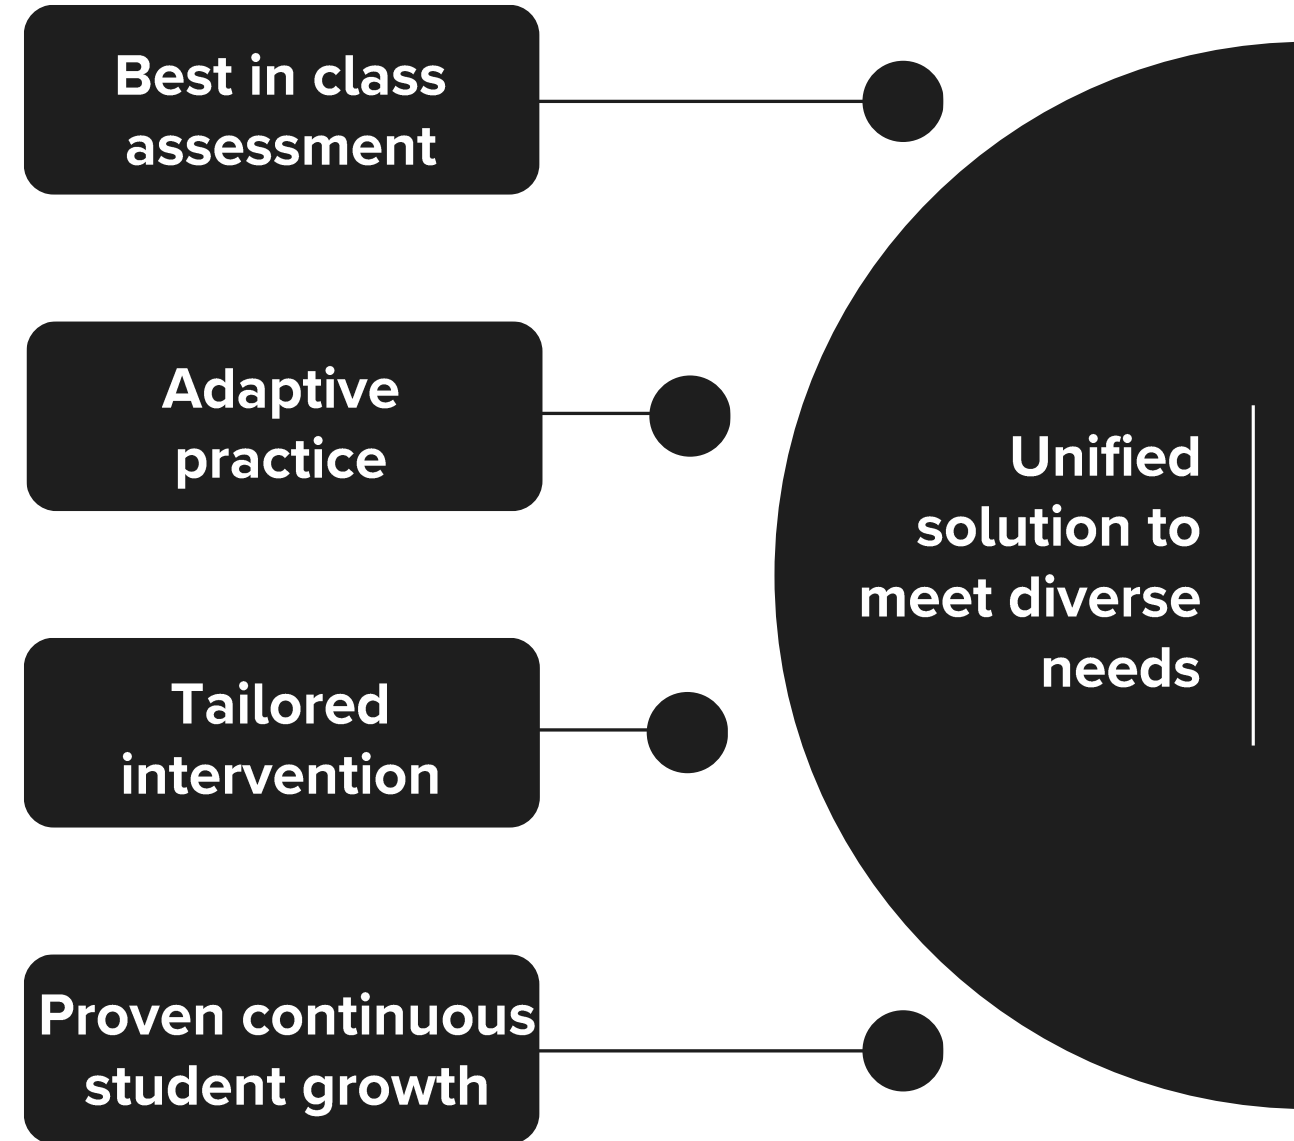 Best in class
assessment
Adaptive
practice
Tailored
intervention
Proven continuous
student growth
Unified
solution to
meet diverse
needs